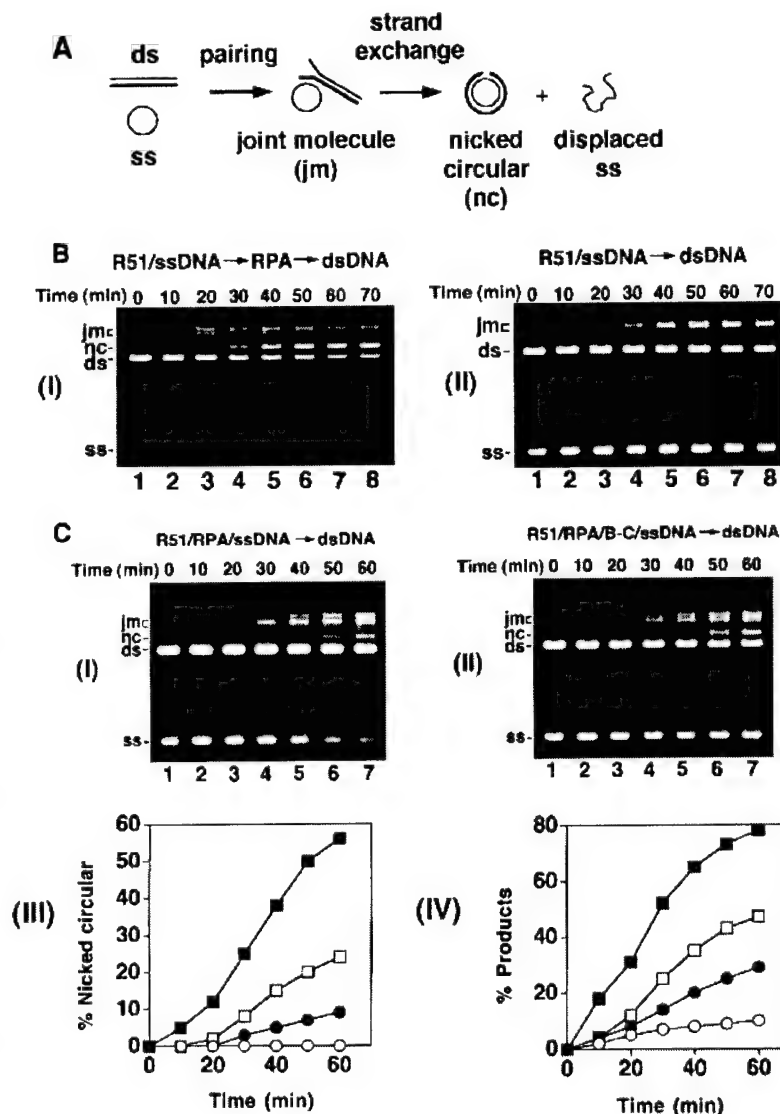 A
ds pairing strand exchange
+
ss joint molecule (jm) nicked circular (nc) displaced ss
B
R51/ssDNA→RPA→dsDNA
Time (min) 0 10 20 30 40 50 60 70
jm
nc-
ds-
(I)
ss-
1 2 3 4 5 6 7 8
R51/ssDNA→dsDNA
Time (min) 0 10 20 30 40 50 60 70
jm
ds-
(II)
ss-
1 2 3 4 5 6 7 8
C
R51/RPA/ssDNA→dsDNA
Time (min) 0 10 20 30 40 50 60
jm
nc-
ds-
(I)
ss-
1 2 3 4 5 6 7
R51/RPA/B-C/ssDNA→dsDNA
Time (min) 0 10 20 30 40 50 60
jm
nc-
ds-
(II)
ss-
1 2 3 4 5 6 7
(III)
% Nicked circular
60
50
40
30
20
10
0
0 20 40 60
Time (min)
(IV)
% Products
80
60
40
20
0
0 20 40 60
Time (min)